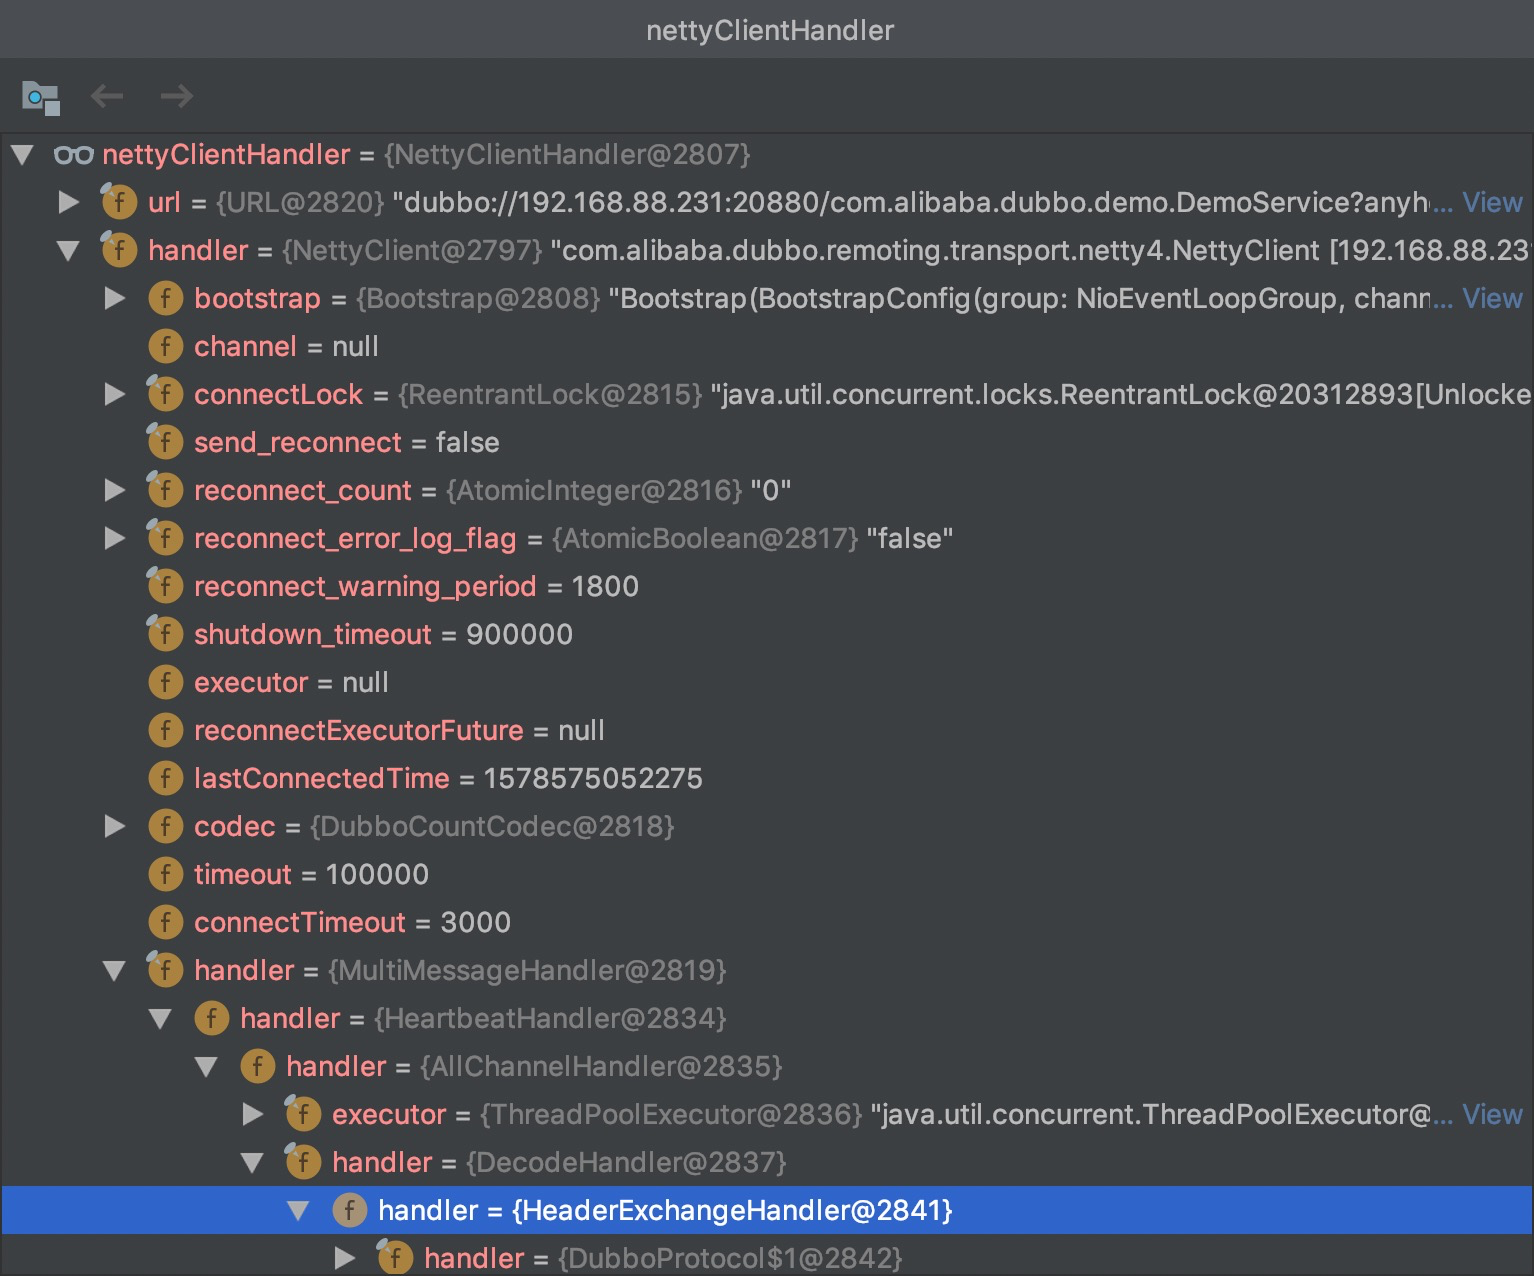 nettyClientHandler
nettyClientHandler = {NettyClientHandler@2807}
f url = {URL@2820} "dubbo://192.168.88.231:20880/com.alibaba.dubbo.demo.DemoService?anyh... View
f handler = {NettyClient@2797} "com.alibaba.dubbo.remoting.transport.netty4.NettyClient [192.168.88.23
f bootstrap = {Bootstrap@2808} "Bootstrap(BootstrapConfig(group: NioEventLoopGroup, chann... View
f channel = null
f connectLock = {ReentrantLock@2815} "java.util.concurrent.locks.ReentrantLock@20312893[Unlocke
f send_reconnect = false
f reconnect_count = {AtomicInteger@2816} "0"
f reconnect_error_log_flag = {AtomicBoolean@2817} "false"
f reconnect_warning_period = 1800
f shutdown_timeout = 900000
f executor = null
f reconnectExecutorFuture = null
f lastConnectedTime = 1578575052275
f codec = {DubboCountCodec@2818}
f timeout = 100000
f connectTimeout = 3000
f handler = {MultiMessageHandler@2819}
f handler = {HeartbeatHandler@2834}
f handler = {AllChannelHandler@2835}
f executor = {ThreadPoolExecutor@2836} "java.util.concurrent.ThreadPoolExecutor@... View
f handler = {DecodeHandler@2837}
f handler = {HeaderExchangeHandler@2841}
f handler = {DubboProtocol$1@2842}